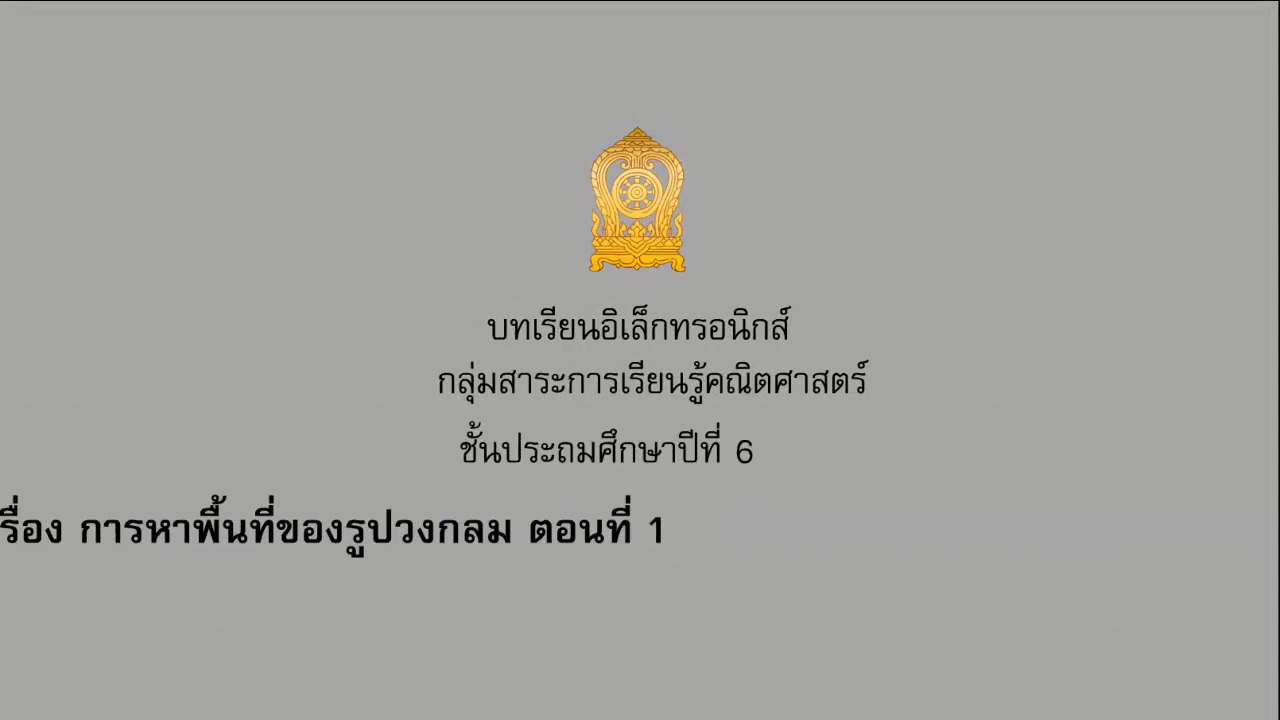 บทเรียนอิเล็กทรอนิกส์
กลุ่มสาระการเรียนรู้คณิตศาสตร์
ชั้นประถมศึกษาปีที่ 6
รื่อง การหาพื้นที่ของรูปวงกลม ตอนที่ 1